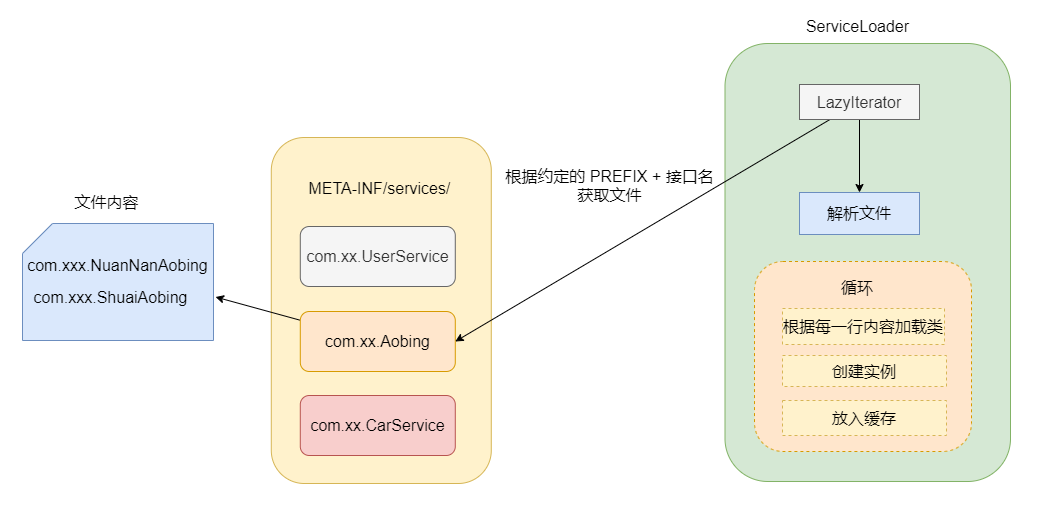 文件内容
com.xxx.NuanNanAobing
com.xxx.ShuaiAobing
META-INF/services/
com.xx.UserService
com.xx.Aobing
com.xx.CarService
根据约定的 PREFIX + 接口名
获取文件
ServiceLoader
LazyIterator
解析文件
循环
根据每一行内容加载类
创建实例
放入缓存